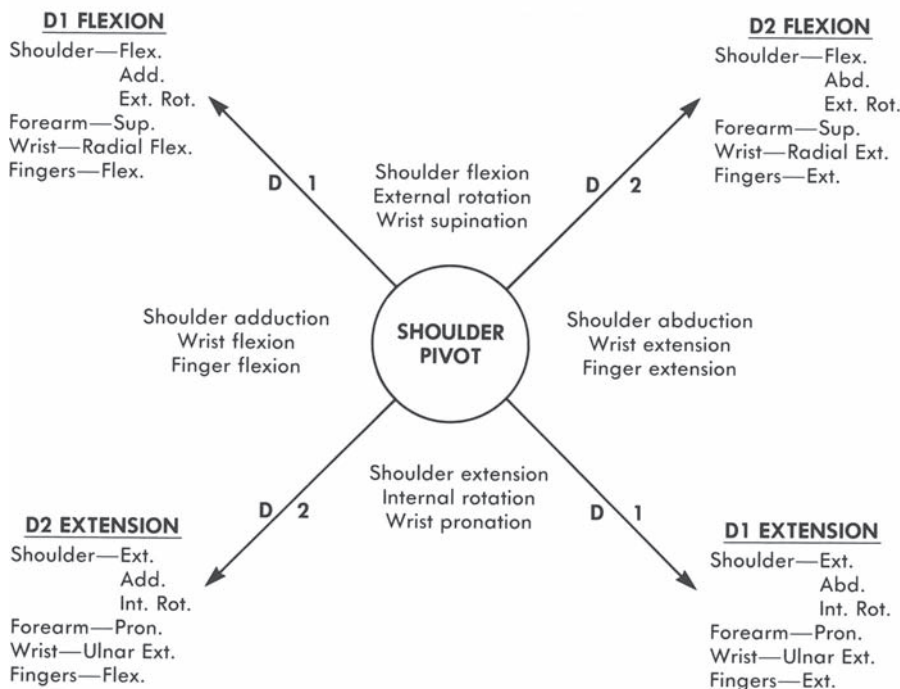 D1 FLEXION
Shoulder—Flex.
Add.
Ext. Rot.
Forearm—Sup.
Wrist—Radial Flex.
Fingers—Flex.
D2 FLEXION
Shoulder—Flex.
Abd.
Ext. Rot.
Forearm—Sup.
Wrist—Radial Ext.
Fingers—Ext.
D 1
Shoulder flexion
External rotation
Wrist supination
D 2
Shoulder adduction
Wrist flexion
Finger flexion
SHOULDER
PIVOT
Shoulder abduction
Wrist extension
Finger extension
D 2
Shoulder extension
Internal rotation
Wrist pronation
D 1
D2 EXTENSION
Shoulder—Ext.
Add.
Int. Rot.
Forearm—Pron.
Wrist—Ulnar Ext.
Fingers—Flex.
D1 EXTENSION
Shoulder—Ext.
Abd.
Int. Rot.
Forearm—Pron.
Wrist—Ulnar Ext.
Fingers—Ext.